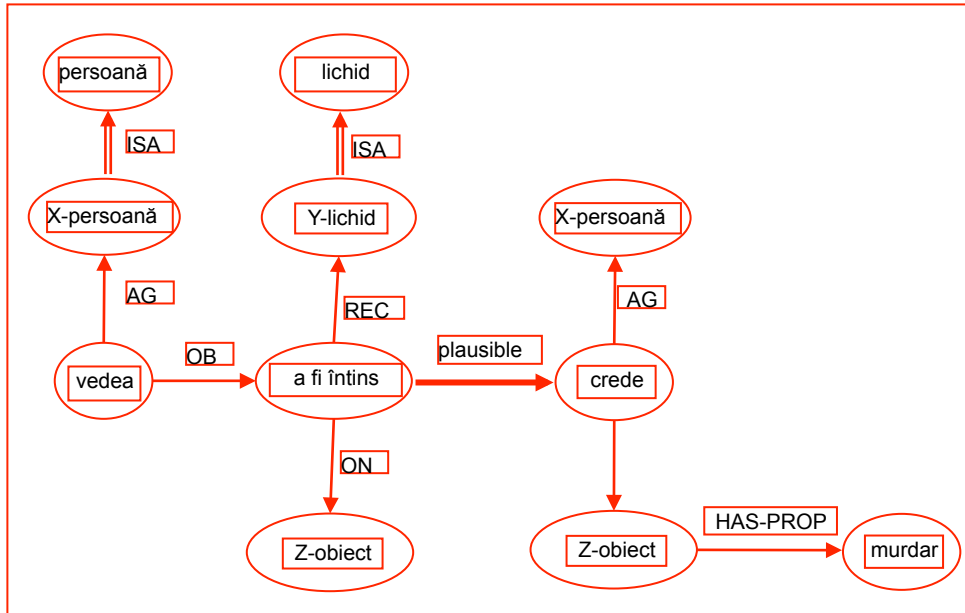 persoană
lichid
ISA
ISA
X-persoană
Y-lichid
X-persoană
AG
REC
AG
OB
plausible
vedea
a fi întins
crede
ON
HAS-PROP
Z-obiect
Z-obiect
murdar